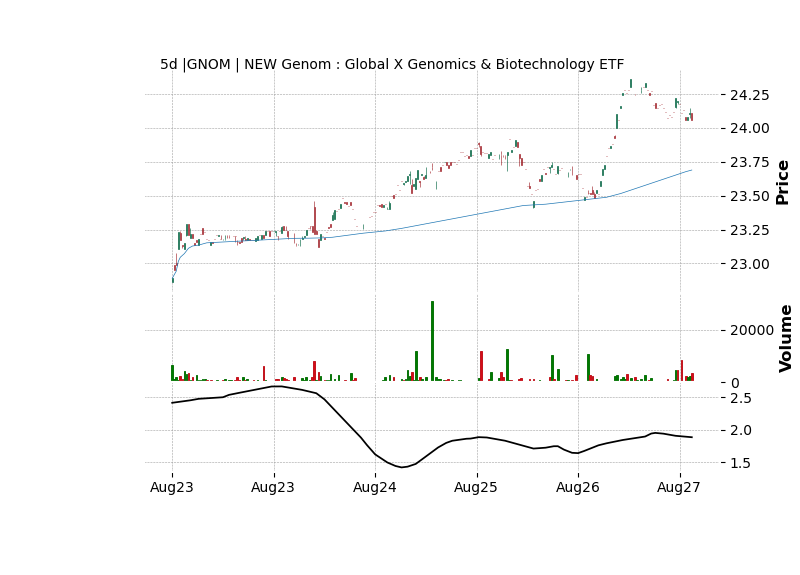 5d |GNOM | NEW Genom : Global X Genomics & Biotechnology ETF
24.25
24.00
23.75
23.50
23.25
23.00
Price
20000
0
Volume
2.5
2.0
1.5
Aug23
Aug23
Aug24
Aug25
Aug26
Aug27